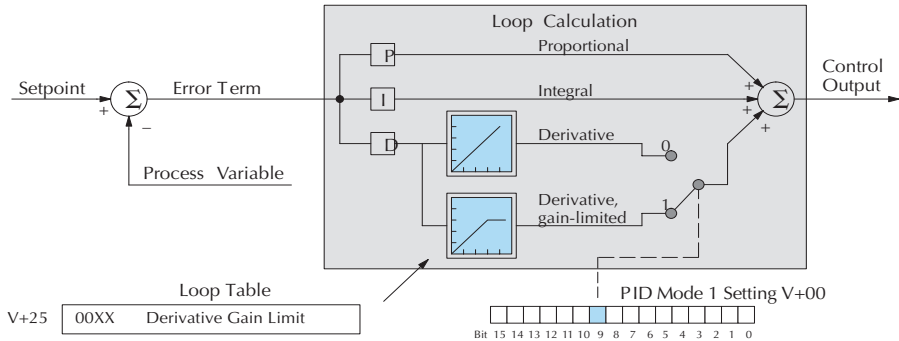 Loop Calculation
Setpoint
+
Σ
−
Error Term
Process Variable
P
Proportional
I
Integral
D
Derivative
0
Derivative,
gain-limited
1
+
+
+
Σ
Control
Output
Loop Table
V+25 00XX Derivative Gain Limit
PID Mode 1 Setting V+00
Bit 15 14 13 12 11 10 9 8 7 6 5 4 3 2 1 0